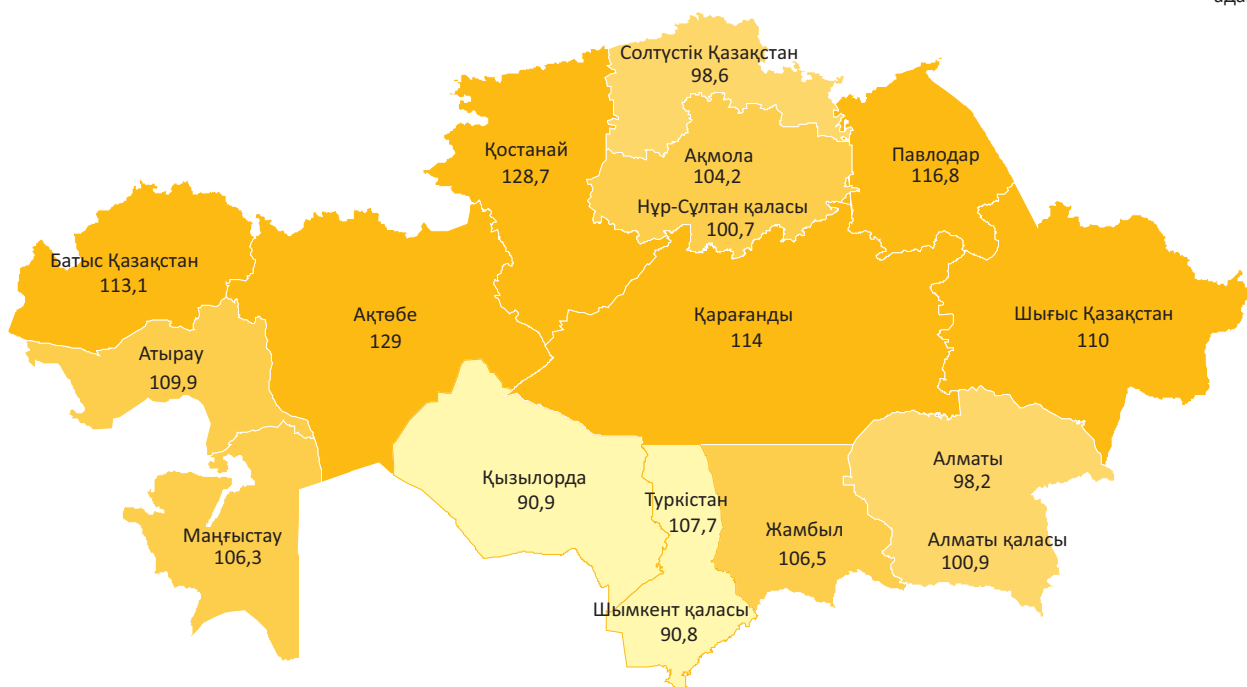 ада
Солтүстік Қазақстан
98,6
Қостанай
128,7
Ақмола
104,2
Павлодар
116,8
Нұр-Сұлтан қаласы
100,7
Батыс Қазақстан
113,1
Ақтөбе
129
Қарағанды
114
Шығыс Қазақстан
110
Атырау
109,9
Қызылорда
90,9
Туркістан
107,7
Алматы
98,2
Маңғыстау
106,3
Жамбыл
106,5
Алматы қаласы
100,9
Шымкент қаласы
90,8